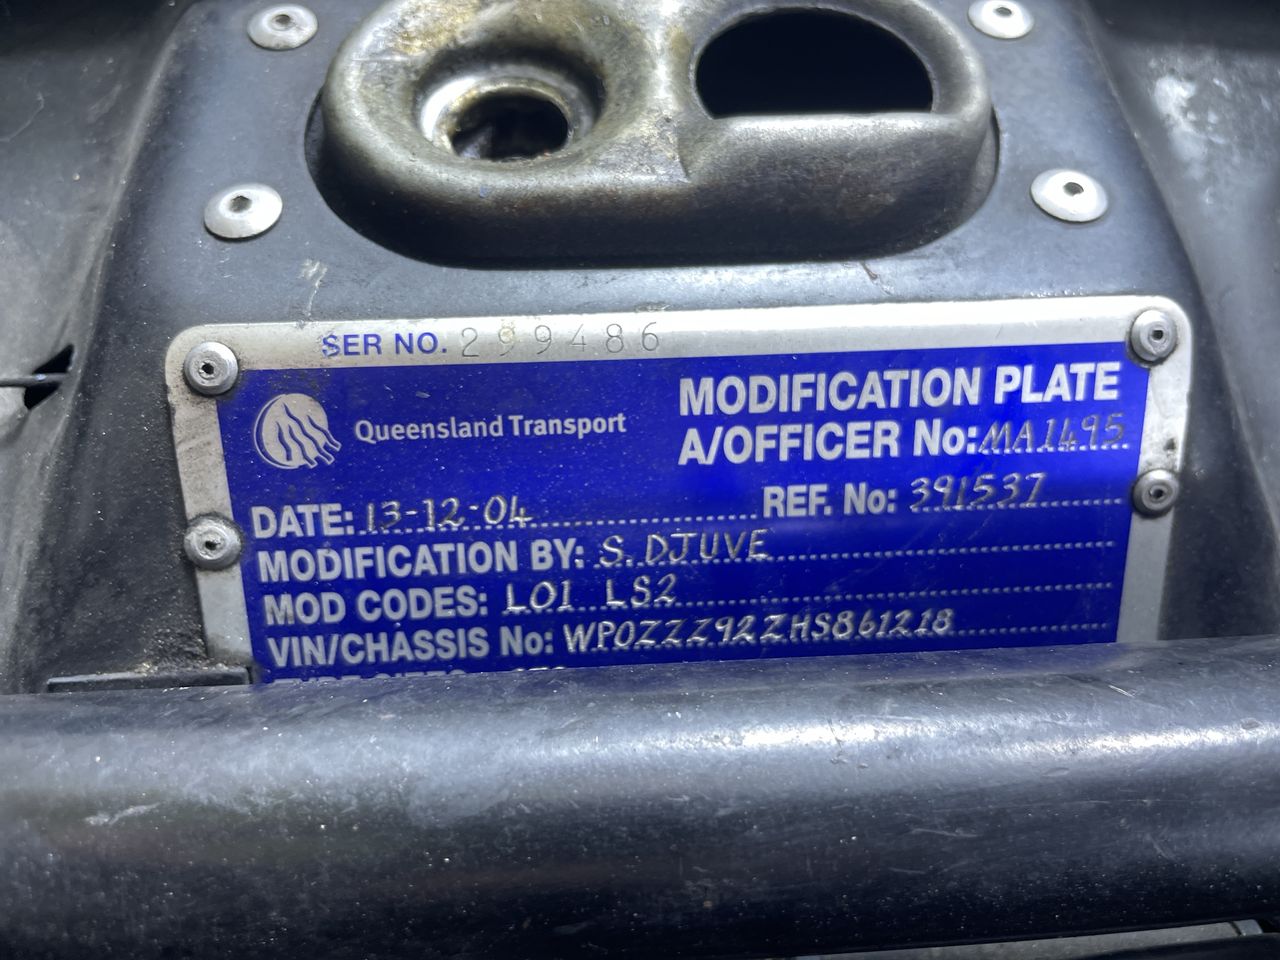 SER NO. 299486
Queensland Transport
MODIFICATION PLATE
A/OFFICER No: MA1495
DATE: 13-12-04
REF. No: 391537
MODIFICATION BY: S. DJUVE
MOD CODES: LO1 LS2
VIN/CHASSIS No: WP0ZZZ92ZHS861218